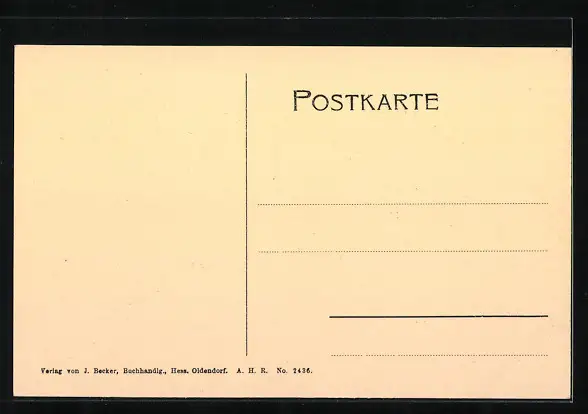 POSTKARTE
Verlag von J. Becker, Buchhandlg., Hess. Oldendorf. A. H. R. No. 2436.